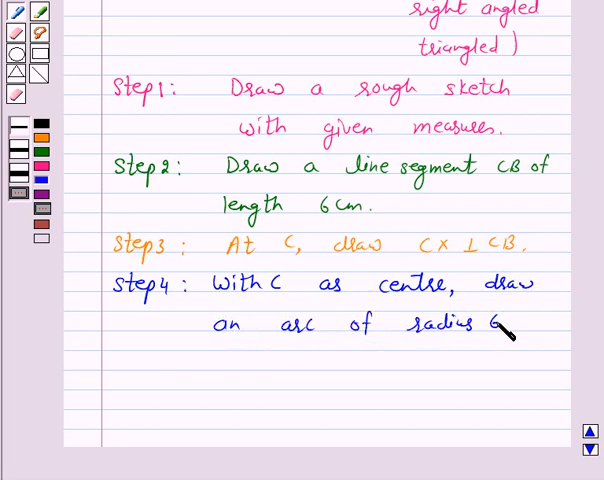 right angled
triangled)
Step1: Draw a rough sketch
with given measures.
Step2: Draw a line segment CB of
length 6cm.
Step3: At C, draw CX ⊥ CB.
Step4: With C as centre, draw
an arc of radius 6